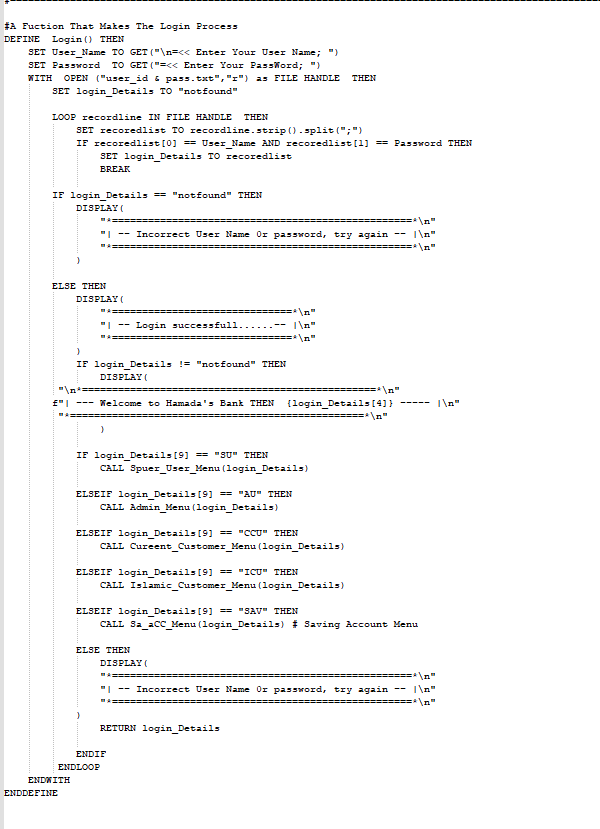 #A Fuction That Makes The Login Process
DEFINE  Login() THEN
    SET User_Name TO GET("\n=<< Enter Your User Name; ")
    SET Password  TO GET("=<< Enter Your PassWord; ")
    WITH  OPEN ("user_id & pass.txt","r") as FILE HANDLE  THEN
        SET login_Details TO "notfound"

        LOOP recordline IN FILE HANDLE  THEN
            SET recoredlist TO recordline.strip().split(";")
            IF recoredlist[0] == User_Name AND recoredlist[1] == Password THEN
                SET login_Details TO recoredlist
                BREAK

        IF login_Details == "notfound" THEN
            DISPLAY(
                "*==================================================*\n"
                "| -- Incorrect User Name Or password, try again -- |\n"
                "*==================================================*\n"
            )

        ELSE THEN
            DISPLAY(
                "*==============================*\n"
                "| -- Login successfull......-- |\n"
                "*==============================*\n"
            )
            IF login_Details != "notfound" THEN
                DISPLAY(
         "\n*=================================================*\n"
        f"| --- Welcome to Hamada's Bank THEN  {login_Details[4]} ----- |\n"
         "*=================================================*\n"
                )

            IF login_Details[9] == "SU" THEN
                CALL Spuer_User_Menu(login_Details)

            ELSEIF login_Details[9] == "AU" THEN
                CALL Admin_Menu(login_Details)

            ELSEIF login_Details[9] == "CCU" THEN
                CALL Cureent_Customer_Menu(login_Details)

            ELSEIF login_Details[9] == "ICU" THEN
                CALL Islamic_Customer_Menu(login_Details)

            ELSEIF login_Details[9] == "SAV" THEN
                CALL Sa_aCC_Menu(login_Details) # Saving Account Menu

            ELSE THEN
                DISPLAY(
                "*==================================================*\n"
                "| -- Incorrect User Name Or password, try again -- |\n"
                "*==================================================*\n"
            )
                RETURN login_Details

            ENDIF
         ENDLOOP
    ENDWITH
ENDDEFINE